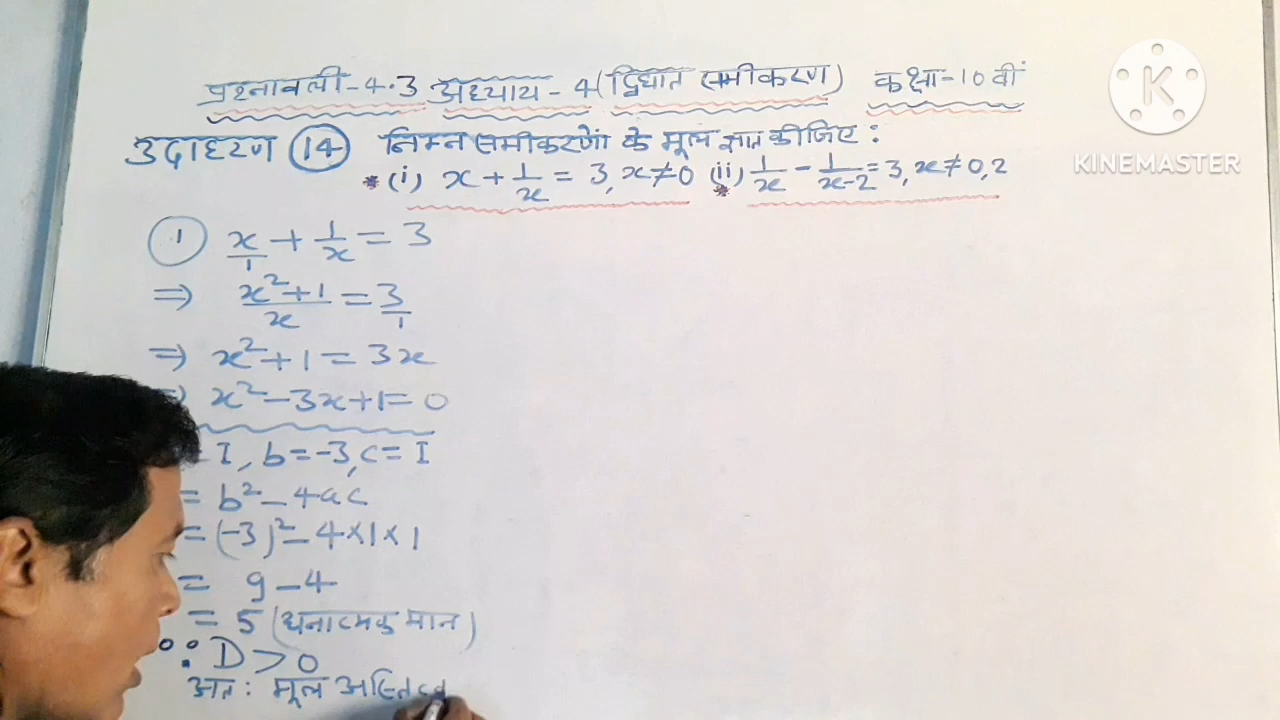 प्रश्नावली-4.3 अध्याय-4 (द्विघात समीकरण) कक्षा-10 वीं
उदाहरण 14 निम्न समीकरणों के मूल ज्ञात कीजिए :
*(i) x + 1/x = 3, x≠0 (ii) 1/x - 1/x-2 = 3, x≠0,2
K
KINEMASTER
1 x/1 + 1/x = 3
⇒ x²+1/x = 3/1
⇒ x²+1 = 3x
⇒ x²-3x+1=0
I, b=-3, c=I
= b²-4ac
= (-3)²-4×1×1
= 9-4
= 5 (धनात्मक मान)
∵ D>0
अतः मूल